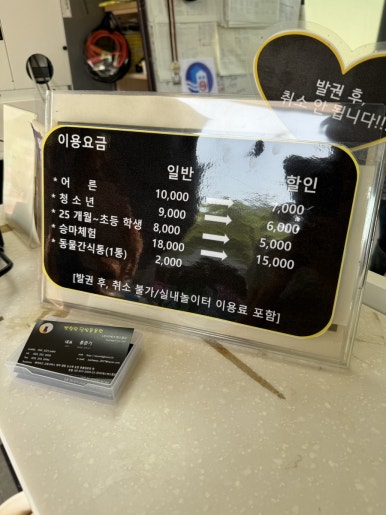 발권 후,
취소 안 됩니다!!
이용요금
일반 할인
* 어 른 10,000 7,000
* 청 소 년 9,000 6,000
* 25 개월~초등 학생 8,000 5,000
* 승마체험 18,000 15,000
* 동물간식통(1통) 2,000
[발권 후, 취소 불가/실내놀이터 이용료 포함]